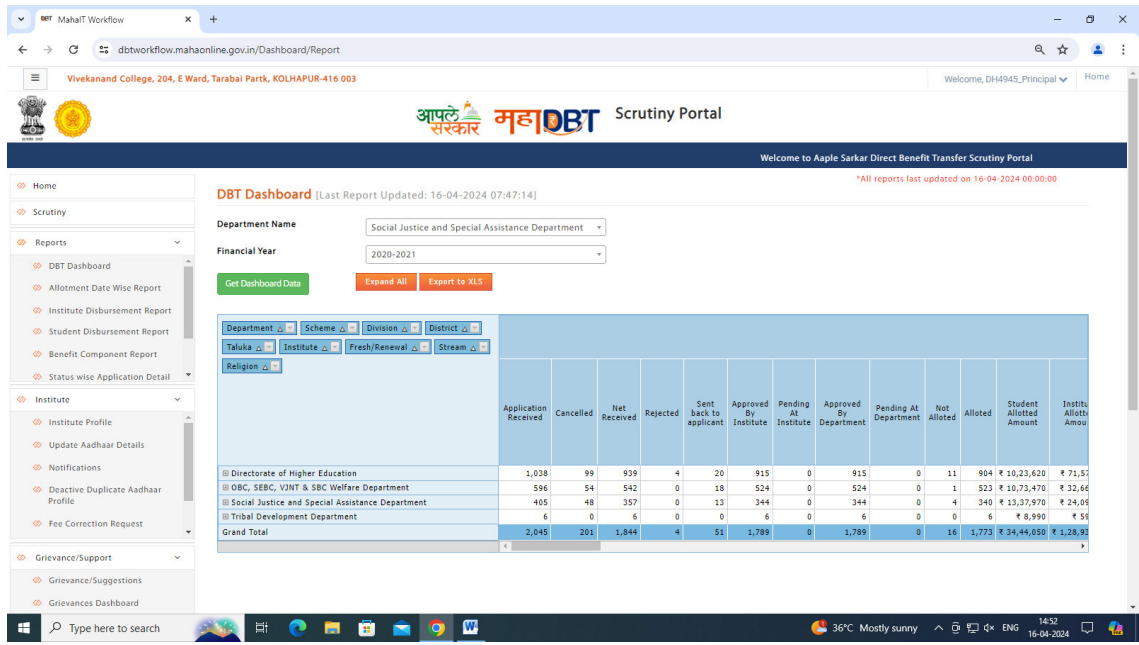 DBT MahaIT Workflow
dbtworkflow.mahaonline.gov.in/Dashboard/Report
Vivekanand College, 204, E Ward, Tarabai Partk, KOLHAPUR-416 003
Welcome, DH4945_Principal
Home
आपले सरकार महाDBT Scrutiny Portal
Welcome to Aaple Sarkar Direct Benefit Transfer Scrutiny Portal
*All reports last updated on 16-04-2024 00:00:00
Home
Scrutiny
Reports
DBT Dashboard
Allotment Date Wise Report
Institute Disbursement Report
Student Disbursement Report
Benefit Component Report
Status wise Application Detail
Institute
Institute Profile
Update Aadhaar Details
Notifications
Deactive Duplicate Aadhaar
Profile
Fee Correction Request
Grievance/Support
Grievance/Suggestions
Grievances Dashboard
DBT Dashboard [Last Report Updated: 16-04-2024 07:47:14]
Department Name Social Justice and Special Assistance Department
Financial Year 2020-2021
Get Dashboard Data Expand All Export to XLS
Department Scheme Division District
Taluka Institute Fresh/Renewal Stream
Religion
Application Received Cancelled Net Received Rejected Sent back to applicant Approved By Institute Pending At Institute Approved By Department Pending At Department Not Alloted Alloted Student Allotted Amount Institu Allott Amou
Directorate of Higher Education 1,038 99 939 4 20 915 0 915 0 11 904 ₹ 10,23,620 ₹ 71,57
OBC, SEBC, VJNT & SBC Welfare Department 596 54 542 0 18 524 0 524 0 1 523 ₹ 10,73,470 ₹ 32,66
Social Justice and Special Assistance Department 405 48 357 0 13 344 0 344 0 4 340 ₹ 13,37,970 ₹ 24,09
Tribal Development Department 6 0 6 0 0 6 0 6 0 0 6 ₹ 8,990 ₹ 59
Grand Total 2,045 201 1,844 4 51 1,789 0 1,789 0 16 1,773 ₹ 34,44,050 ₹ 1,28,93
Type here to search
36°C Mostly sunny
ENG
14:52
16-04-2024